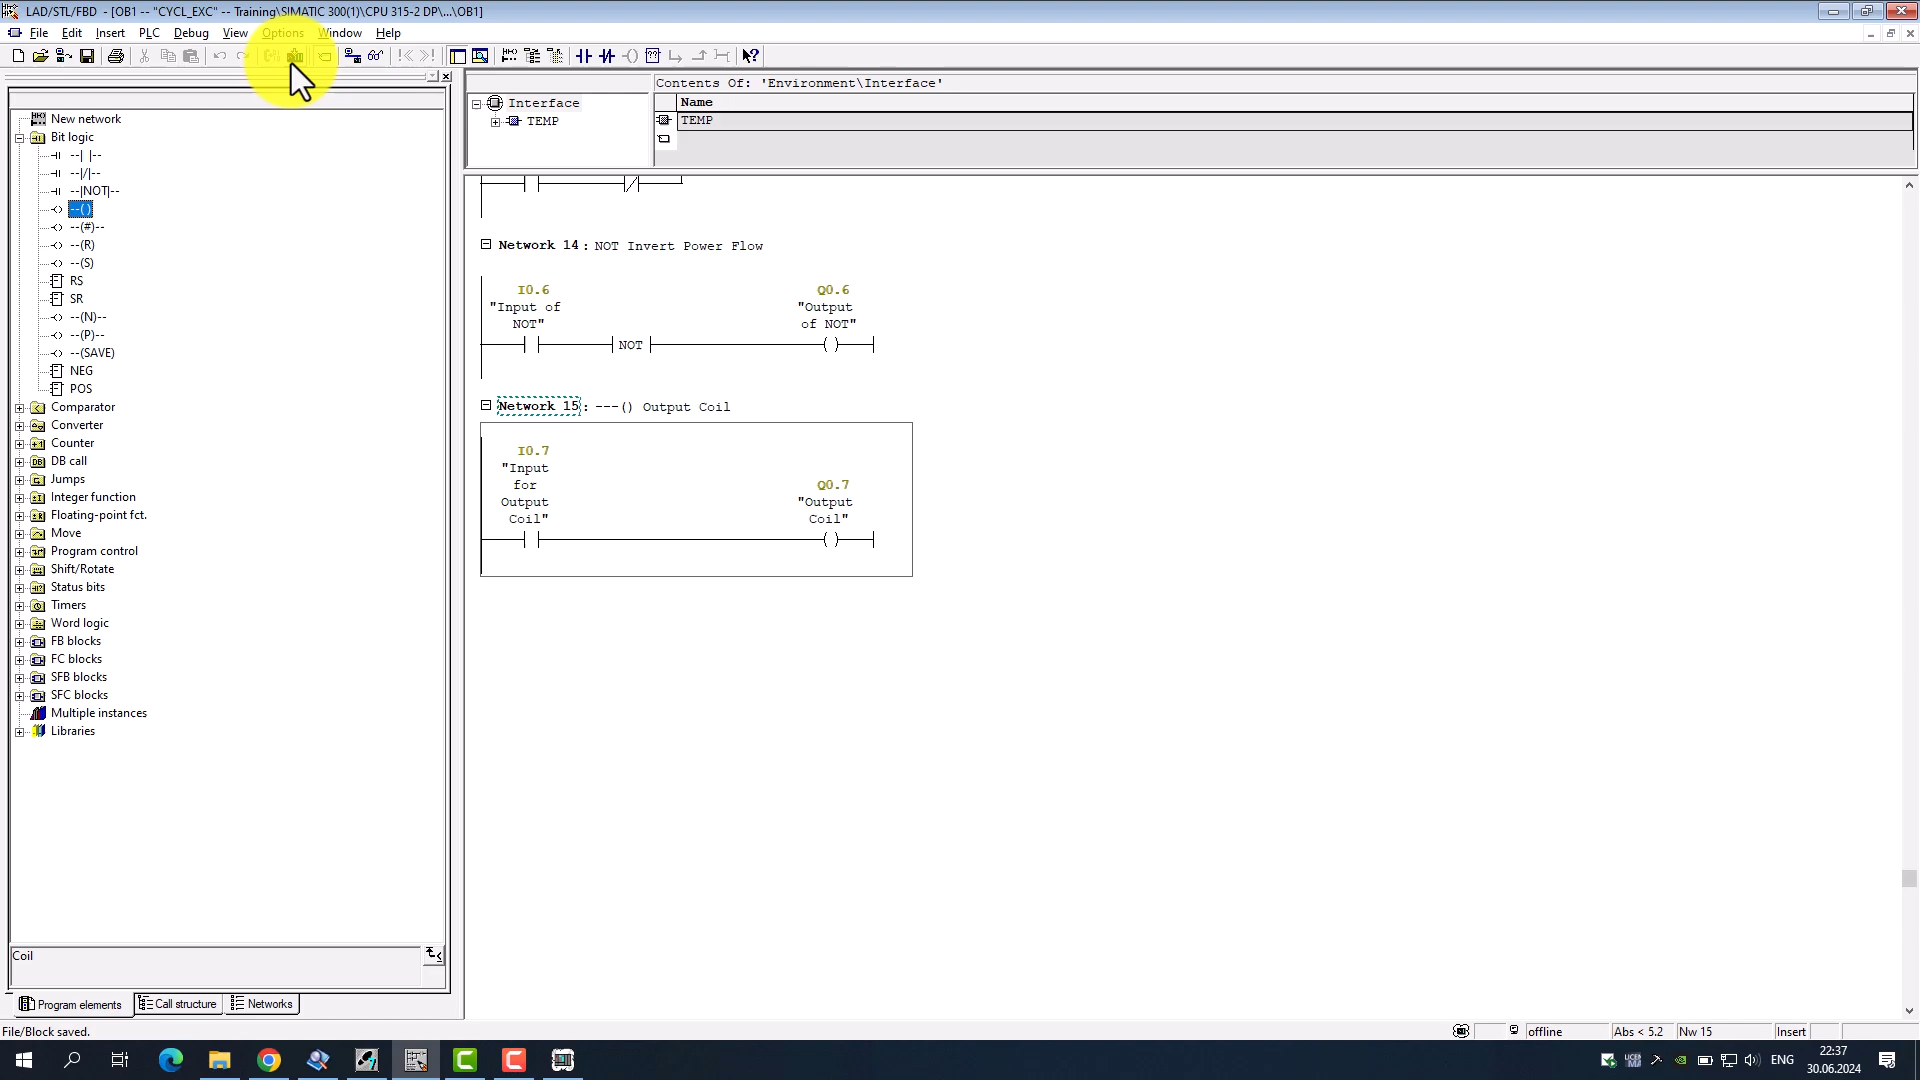 LAD/STL/FBD - [OB1 -- "CYCL_EXC" -- Training\SIMATIC 300(1)\CPU 315-2 DP\...\OB1]
File Edit Insert PLC Debug View Options Window Help
New network
Bit logic
--| |--
--|/|--
--|NOT|--
--()
--(#)--
--(R)
--(S)
RS
SR
--(N)--
--(P)--
--(SAVE)
NEG
POS
Comparator
Converter
Counter
DB call
Jumps
Integer function
Floating-point fct.
Move
Program control
Shift/Rotate
Status bits
Timers
Word logic
FB blocks
FC blocks
SFB blocks
SFC blocks
Multiple instances
Libraries
Coil
Program elements Call structure Networks
Interface
TEMP
Contents Of: 'Environment\Interface'
Name
TEMP
Network 14 : NOT Invert Power Flow
I0.6
"Input of
NOT"
NOT
Q0.6
"Output
of NOT"
Network 15 : ---() Output Coil
I0.7
"Input
for
Output
Coil"
Q0.7
"Output
Coil"
File/Block saved.
offline Abs < 5.2 Nw 15 Insert
ENG
22:37
30.06.2024